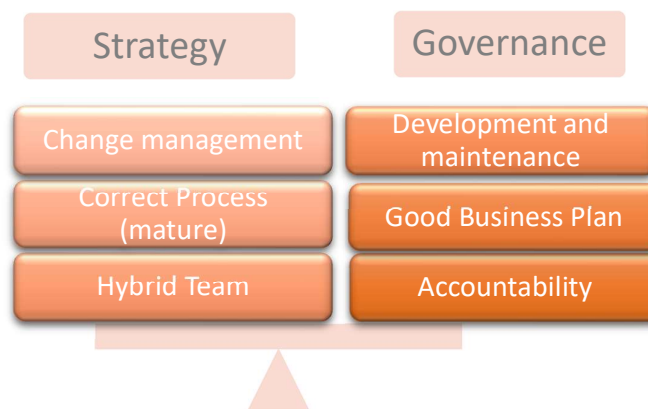 Strategy
Governance
Change management
Correct Process
(mature)
Hybrid Team
Development and
maintenance
Good Business Plan
Accountability